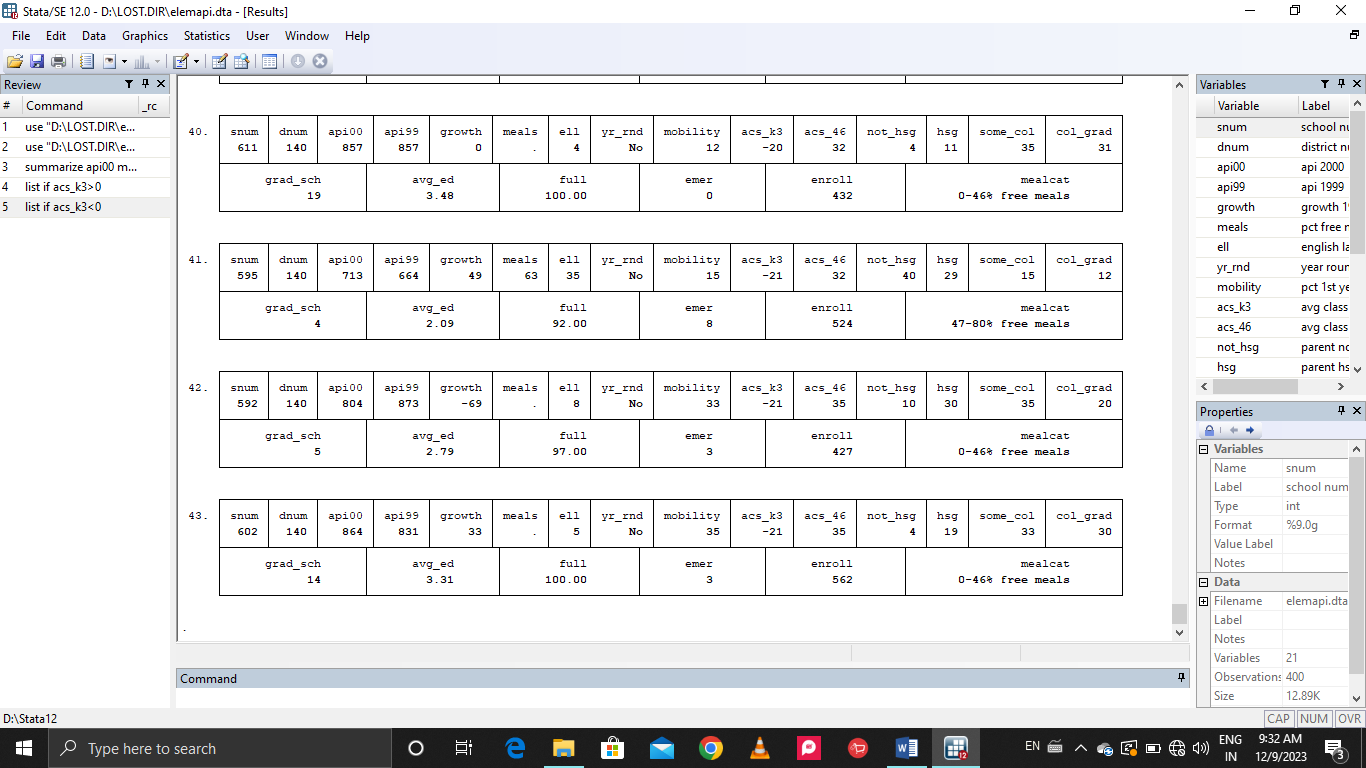 Stata/SE 12.0 - D:\LOST.DIR\elemapi.dta - [Results]
File Edit Data Graphics Statistics User Window Help
Review
# Command _rc
1 use "D:\LOST.DIR\e...
2 use "D:\LOST.DIR\e...
3 summarize api00 m...
4 list if acs_k3>0
5 list if acs_k3<0
40. snum dnum api00 api99 growth meals ell yr_rnd mobility acs_k3 acs_46 not_hsg hsg some_col col_grad
611 140 857 857 0 . 4 No 12 -20 32 4 11 35 31
grad_sch avg_ed full emer enroll mealcat
19 3.48 100.00 0 432 0-46% free meals
41. snum dnum api00 api99 growth meals ell yr_rnd mobility acs_k3 acs_46 not_hsg hsg some_col col_grad
595 140 713 664 49 63 35 No 15 -21 32 40 29 15 12
grad_sch avg_ed full emer enroll mealcat
4 2.09 92.00 8 524 47-80% free meals
42. snum dnum api00 api99 growth meals ell yr_rnd mobility acs_k3 acs_46 not_hsg hsg some_col col_grad
592 140 804 873 -69 . 8 No 33 -21 35 10 30 35 20
grad_sch avg_ed full emer enroll mealcat
5 2.79 97.00 3 427 0-46% free meals
43. snum dnum api00 api99 growth meals ell yr_rnd mobility acs_k3 acs_46 not_hsg hsg some_col col_grad
602 140 864 831 33 . 5 No 35 -21 35 4 19 33 30
grad_sch avg_ed full emer enroll mealcat
14 3.31 100.00 3 562 0-46% free meals
.
Command
Variables
Variable Label
snum school nu
dnum district nu
api00 api 2000
api99 api 1999
growth growth 1
meals pct free m
ell english la
yr_rnd year roun
mobility pct 1st ye
acs_k3 avg class
acs_46 avg class
not_hsg parent no
hsg parent hs
Properties
Variables
Name snum
Label school num
Type int
Format %9.0g
Value Label
Notes
Data
Filename elemapi.dta
Label
Notes
Variables 21
Observations 400
Size 12.89K
D:\Stata12
CAP NUM OVR
Type here to search
EN
ENG
IN
9:32 AM
12/9/2023
3